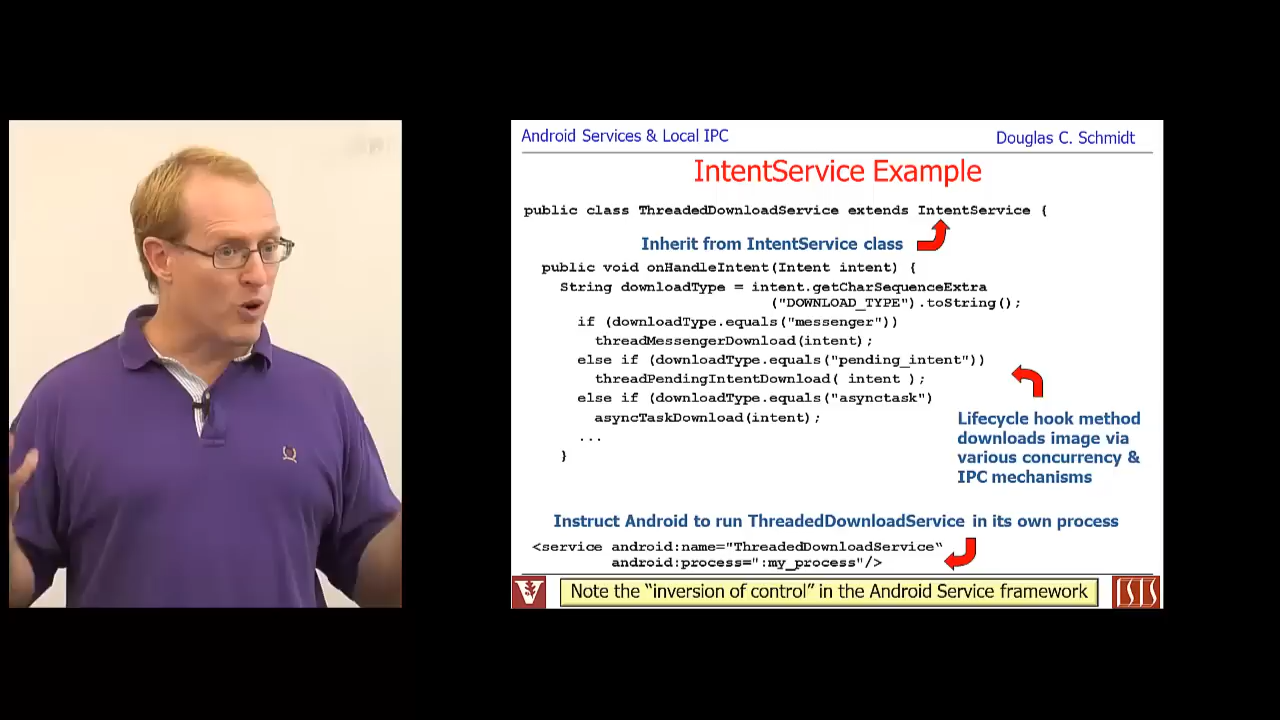 Android Services & Local IPC
Douglas C. Schmidt
IntentService Example
public class ThreadedDownloadService extends IntentService {
Inherit from IntentService class
public void onHandleIntent(Intent intent) {
String downloadType = intent.getCharSequenceExtra
("DOWNLOAD_TYPE").toString();
if (downloadType.equals("messenger"))
threadMessengerDownload(intent);
else if (downloadType.equals("pending_intent"))
threadPendingIntentDownload( intent );
else if (downloadType.equals("asynctask")
asyncTaskDownload(intent);
...
}
Lifecycle hook method
downloads image via
various concurrency &
IPC mechanisms
Instruct Android to run ThreadedDownloadService in its own process
<service android:name="ThreadedDownloadService“
android:process=":my_process"/>
V
Note the “inversion of control” in the Android Service framework
ISIS